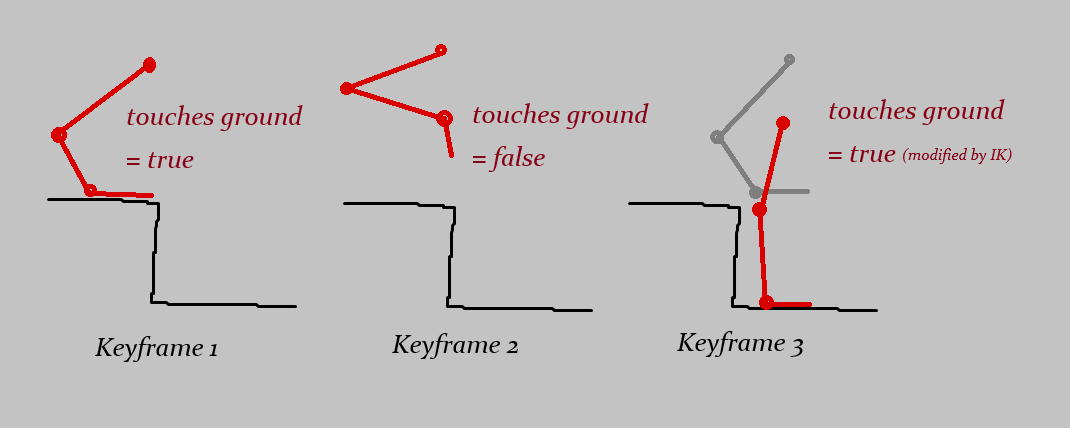 touches ground
= true
Keyframe 1
touches ground
= false
Keyframe 2
touches ground
= true (modified by IK)
Keyframe 3